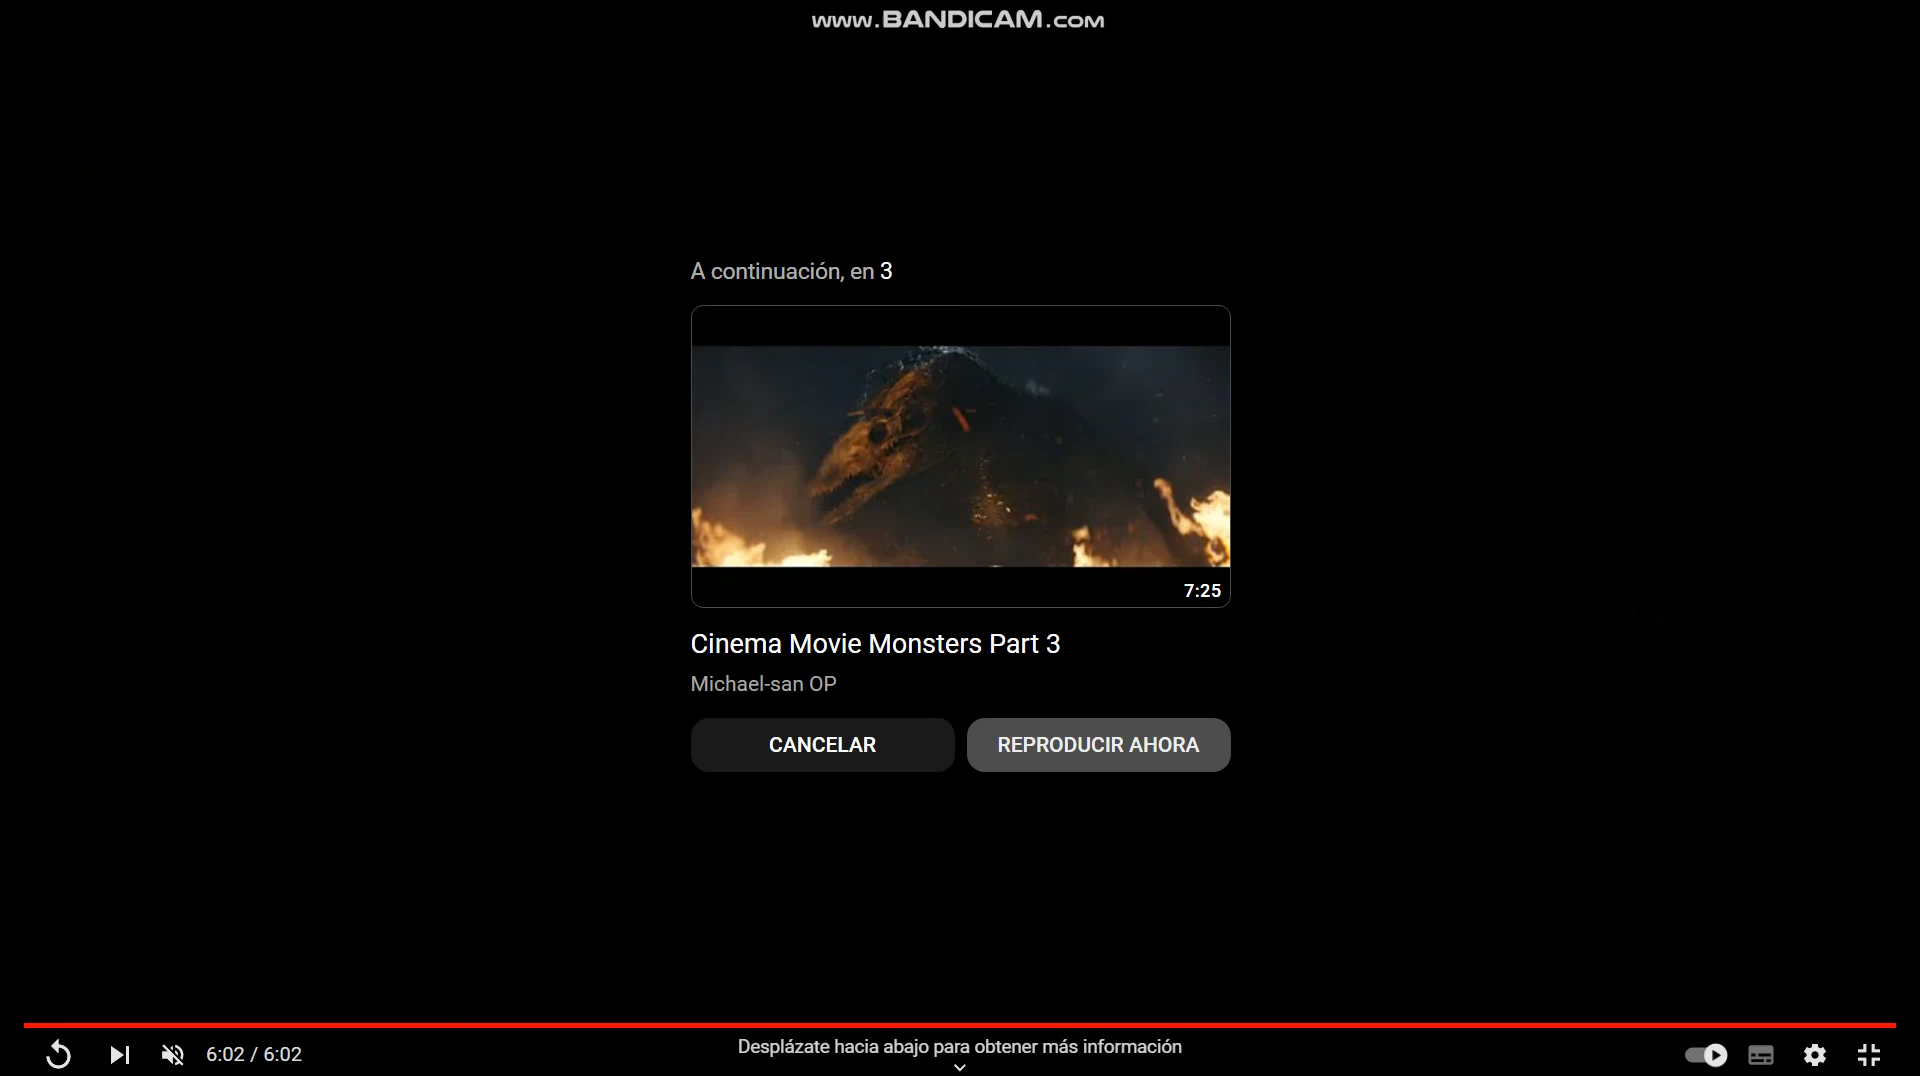 www.BANDICAM.COM
A continuación, en 3
7:25
Cinema Movie Monsters Part 3
Michael-san OP
CANCELAR
REPRODUCIR AHORA
6:02 / 6:02
Desplázate hacia abajo para obtener más información